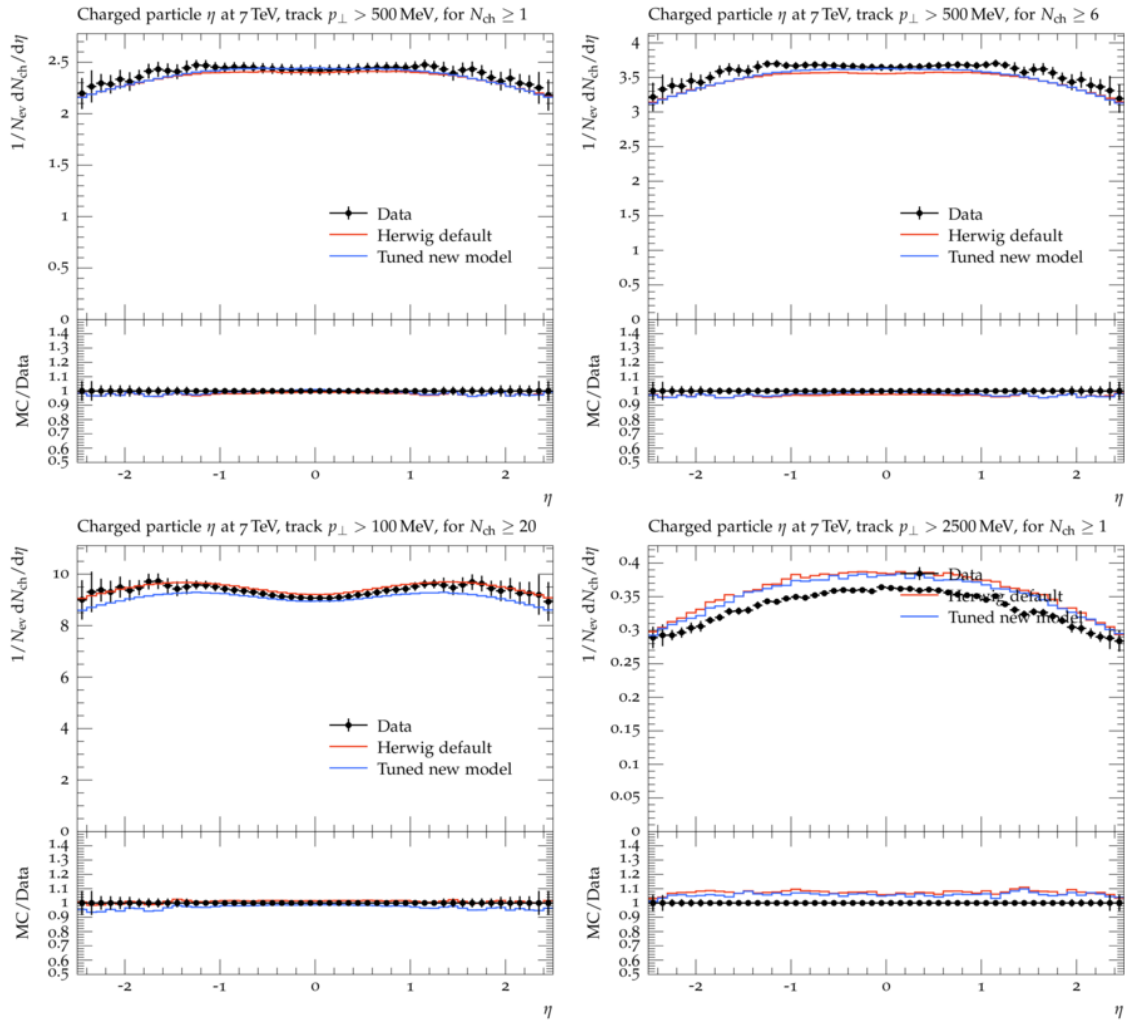 Charged particle η at 7 TeV, track p⊥ > 500 MeV, for Nch ≥ 1
1/Nev dNch/dη
2.5
2
1.5
1
0.5
0
Data
Herwig default
Tuned new model
MC/Data
1.4
1.3
1.2
1.1
1
0.9
0.8
0.7
0.6
0.5
-2 -1 0 1 2
η
Charged particle η at 7 TeV, track p⊥ > 500 MeV, for Nch ≥ 6
1/Nev dNch/dη
4
3.5
3
2.5
2
1.5
1
0.5
0
Data
Herwig default
Tuned new model
MC/Data
1.4
1.3
1.2
1.1
1
0.9
0.8
0.7
0.6
0.5
-2 -1 0 1 2
η
Charged particle η at 7 TeV, track p⊥ > 100 MeV, for Nch ≥ 20
1/Nev dNch/dη
10
8
6
4
2
0
Data
Herwig default
Tuned new model
MC/Data
1.4
1.3
1.2
1.1
1
0.9
0.8
0.7
0.6
0.5
-2 -1 0 1 2
η
Charged particle η at 7 TeV, track p⊥ > 2500 MeV, for Nch ≥ 1
1/Nev dNch/dη
0.4
0.35
0.3
0.25
0.2
0.15
0.1
0.05
0
Data
Herwig default
Tuned new model
MC/Data
1.4
1.3
1.2
1.1
1
0.9
0.8
0.7
0.6
0.5
-2 -1 0 1 2
η